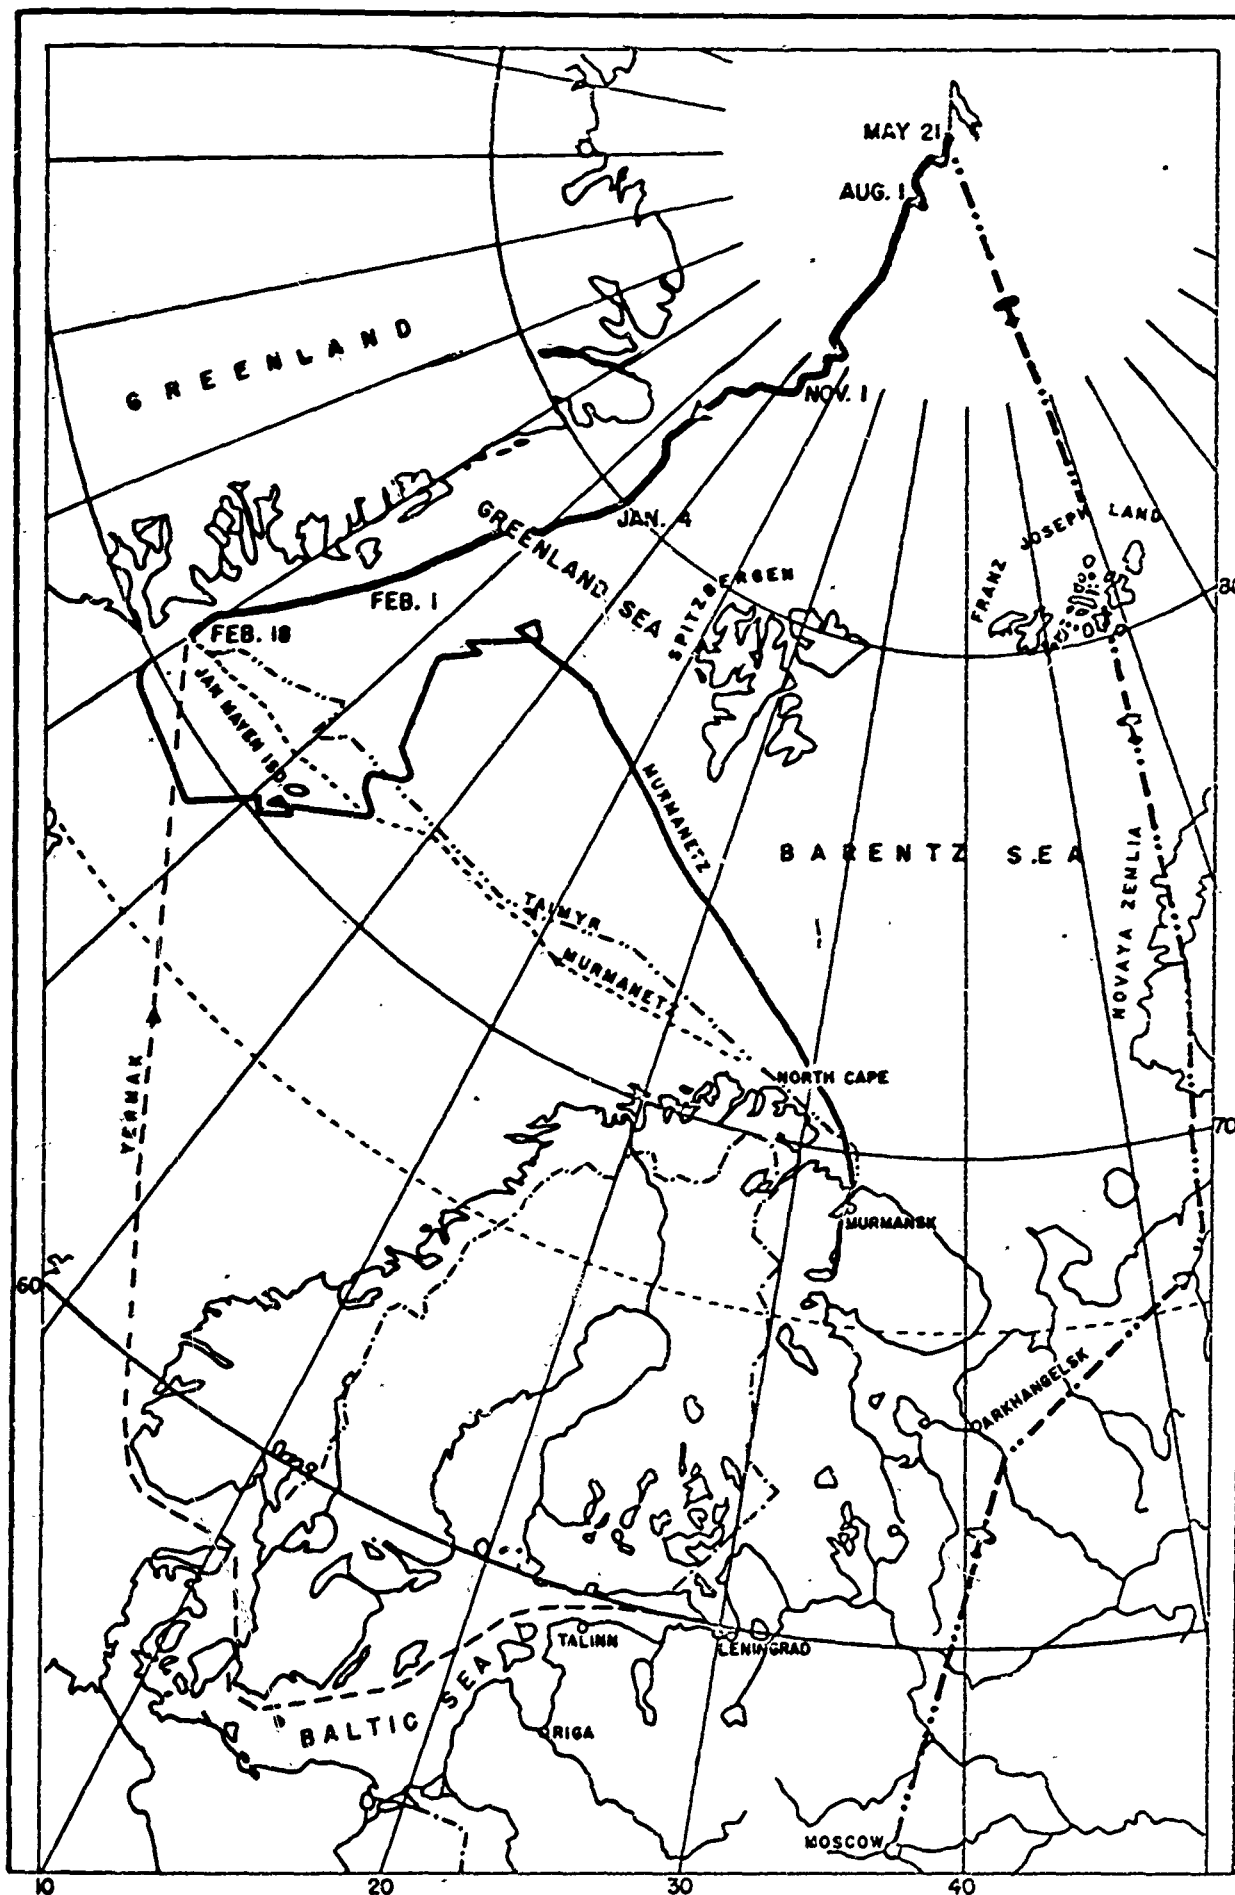 MAY 21
AUG. 1
NOV. 1
GREENLAND
JAN. 4
GREENLAND SEA
FRANZ JOSEPH LAND
80
SPITZBERGEN
FEB. 1
FEB. 18
JAN MAYEN ISD.
MURMANETZ
BARENTZ SEA
NOVAYA ZEMLIA
TAIMYR
MURMANETZ
YERMAK
NORTH CAPE
70
MURMANSK
60
ARKHANGELSK
TALINN
LENINGRAD
BALTIC SEA
RIGA
MOSCOW
10
20
30
40